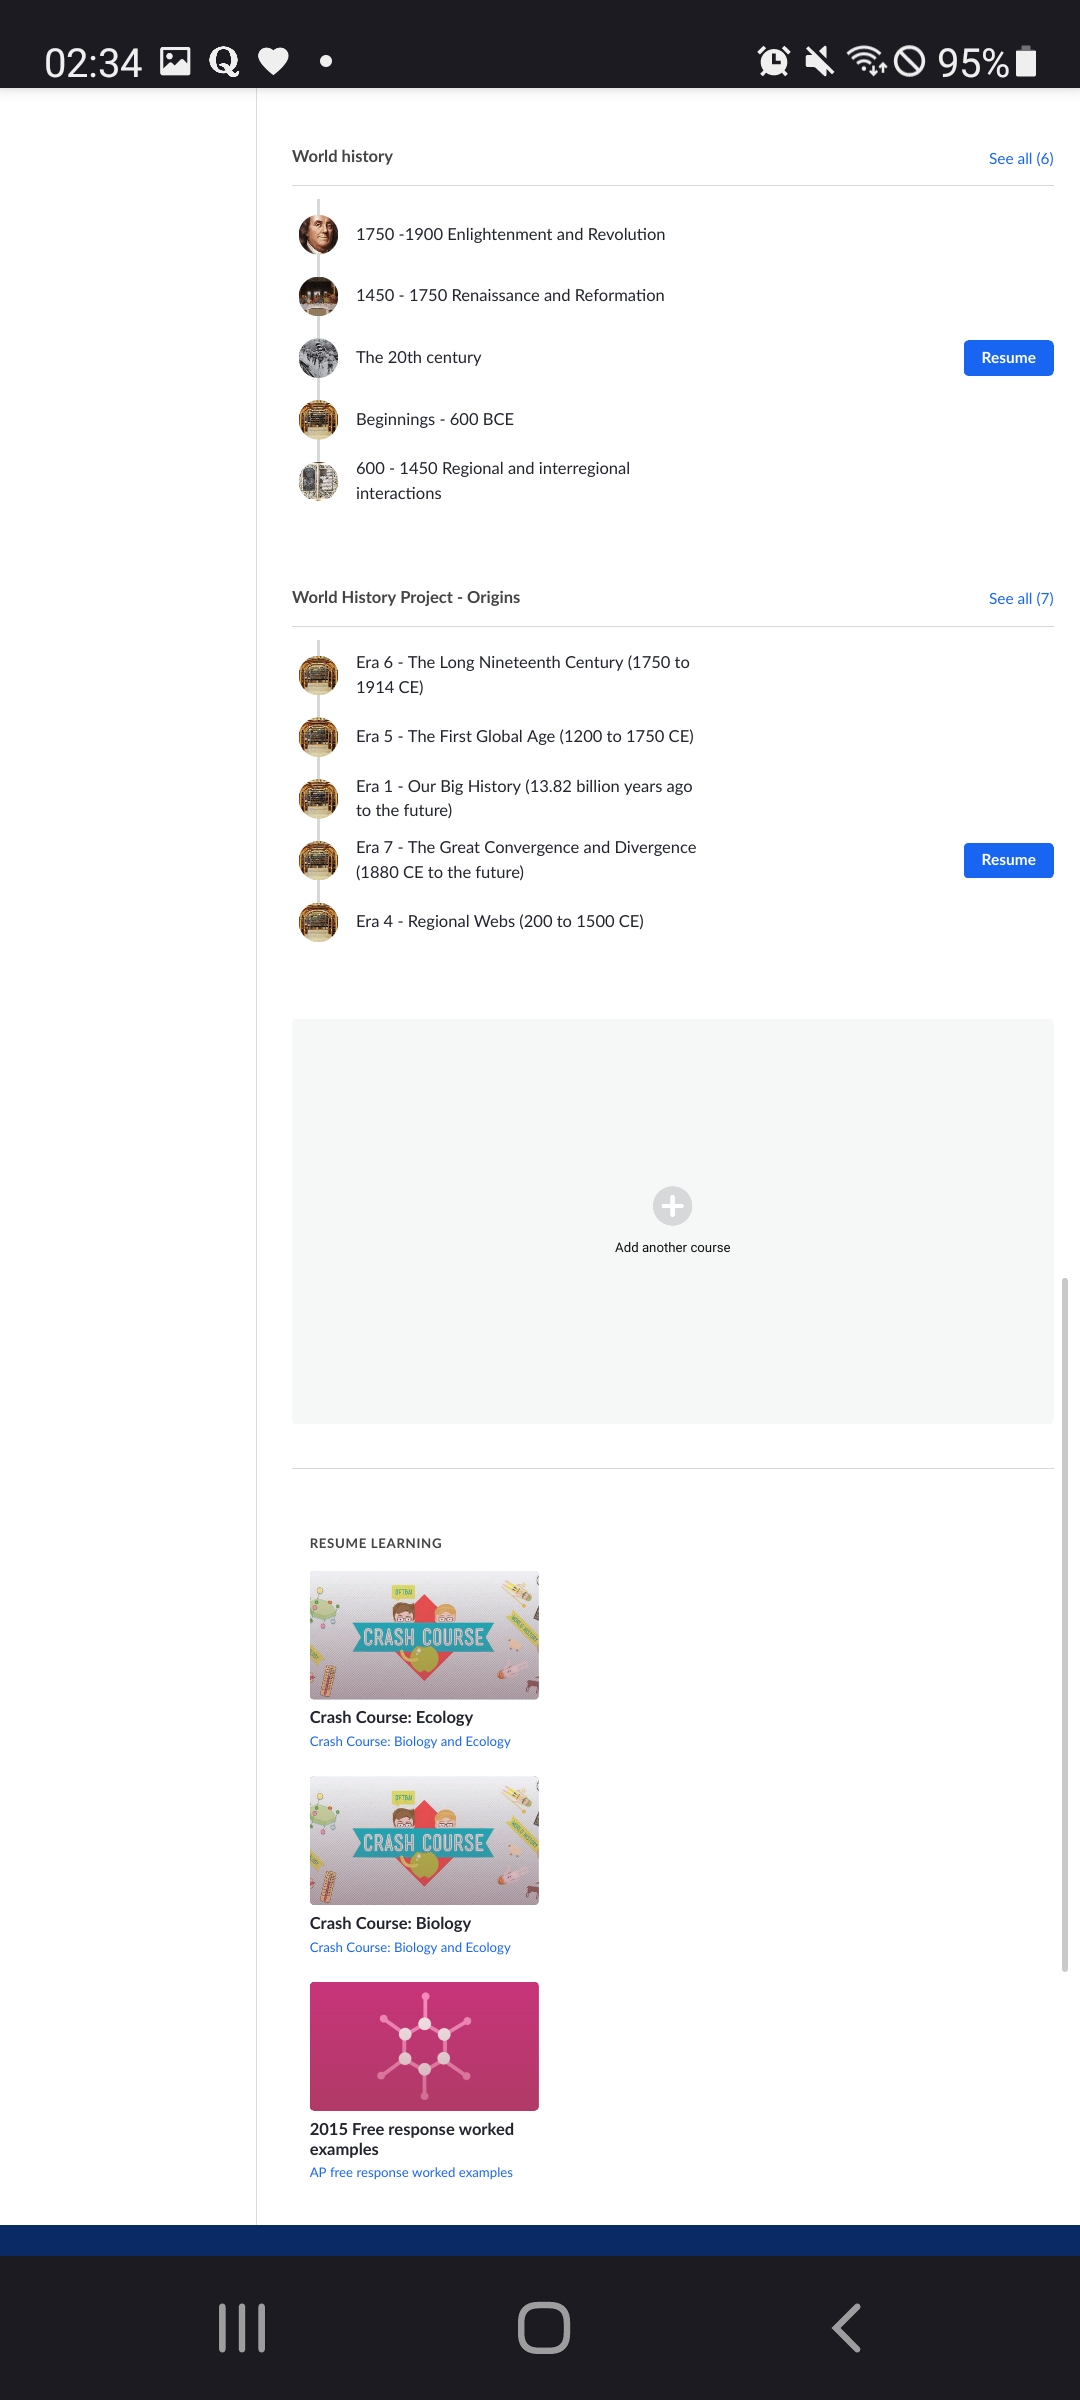 02:34
95%
World history
See all (6)
1750 -1900 Enlightenment and Revolution
1450 - 1750 Renaissance and Reformation
The 20th century
Resume
Beginnings - 600 BCE
600 - 1450 Regional and interregional
interactions
World History Project - Origins
See all (7)
Era 6 - The Long Nineteenth Century (1750 to
1914 CE)
Era 5 - The First Global Age (1200 to 1750 CE)
Era 1 - Our Big History (13.82 billion years ago
to the future)
Era 7 - The Great Convergence and Divergence
(1880 CE to the future)
Resume
Era 4 - Regional Webs (200 to 1500 CE)
Add another course
RESUME LEARNING
DFTBA!
CRASH COURSE
WORLD HISTORY
Crash Course: Ecology
Crash Course: Biology and Ecology
DFTBA!
CRASH COURSE
WORLD HISTORY
Crash Course: Biology
Crash Course: Biology and Ecology
2015 Free response worked
examples
AP free response worked examples